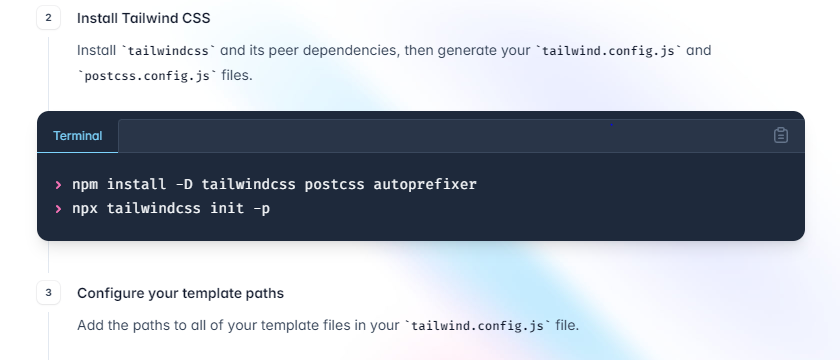 2
Install Tailwind CSS
Install `tailwindcss` and its peer dependencies, then generate your `tailwind.config.js` and
`postcss.config.js` files.
Terminal
› npm install -D tailwindcss postcss autoprefixer
› npx tailwindcss init -p
3
Configure your template paths
Add the paths to all of your template files in your `tailwind.config.js` file.